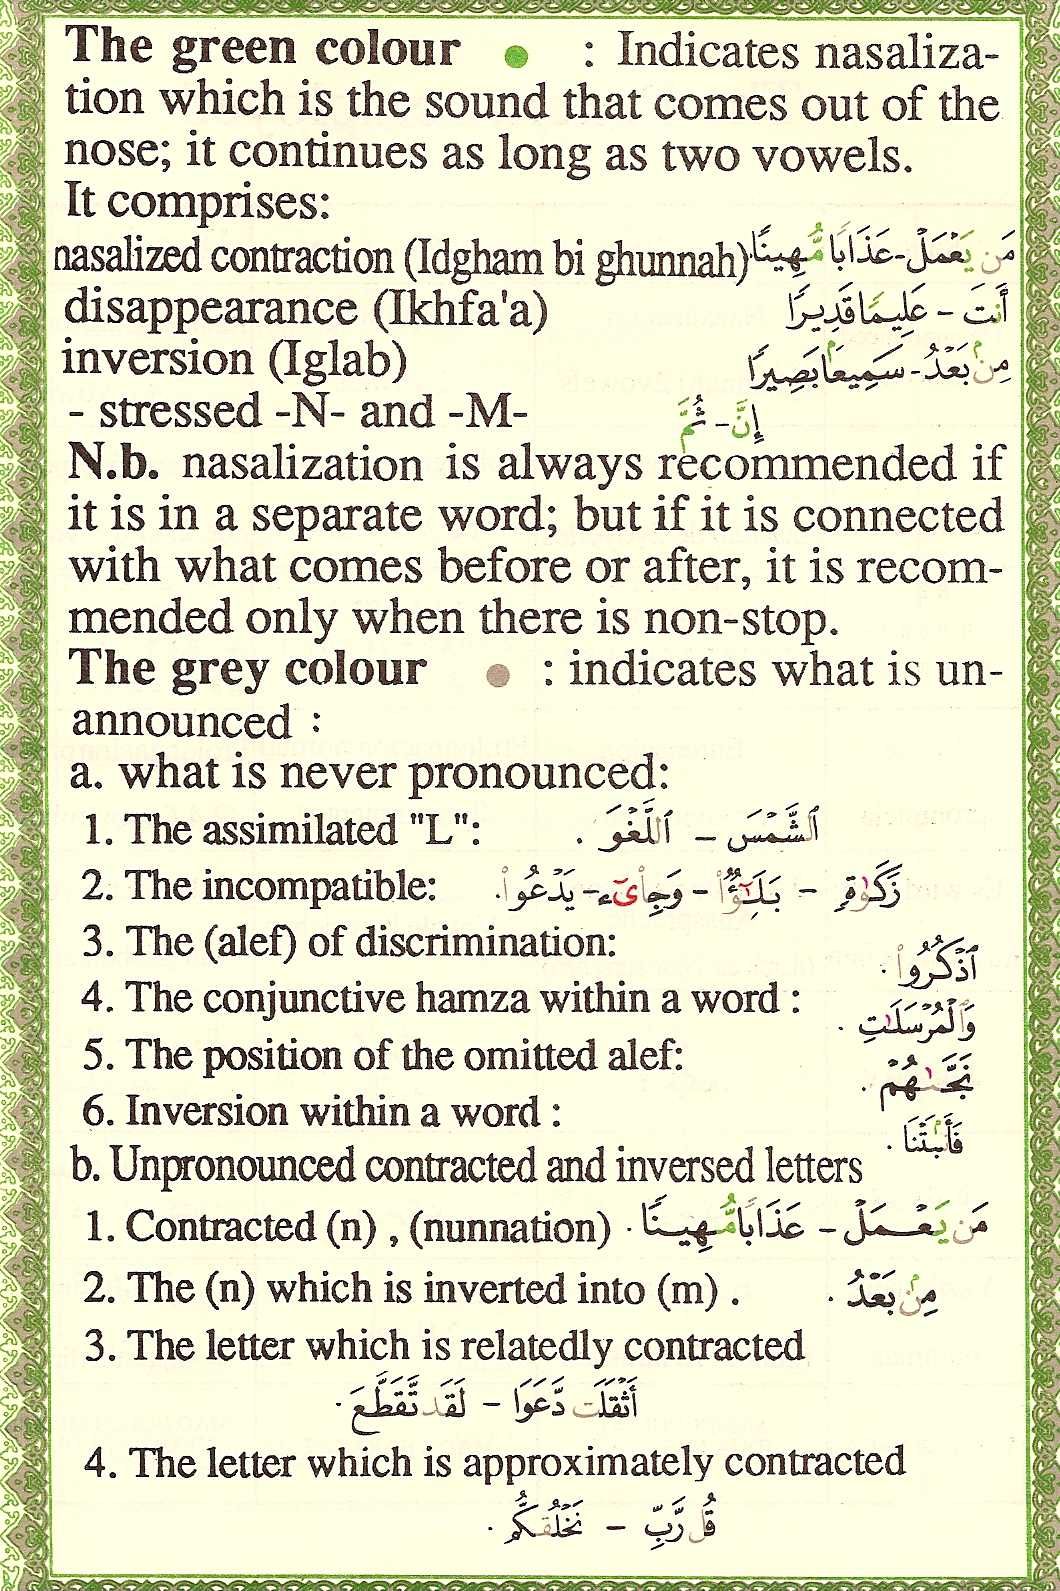 The green colour ● : Indicates nasaliza-
tion which is the sound that comes out of the
nose; it continues as long as two vowels.
It comprises:
nasalized contraction (Idgham bi ghunnah) مَن يَعْمَلْ-عَذَابًا مُّهِينًا
disappearance (Ikhfa'a) أَنتَ - عَلِيمًا قَدِيرًا
inversion (Iglab) مِنۢ بَعْدُ-سَمِيعًۢا بَصِيرًا
- stressed -N- and -M- إِنَّ-ثُمَّ
N.b. nasalization is always recommended if
it is in a separate word; but if it is connected
with what comes before or after, it is recom-
mended only when there is non-stop.
The grey colour ● : indicates what is un-
announced :
a. what is never pronounced:
1. The assimilated "L": ٱلشَّمْسَ – ٱللَّغْوَ .
2. The incompatible: زَكَوٰةٍ – بَلَـٰٓؤٌا۟ – وَجِا۟ىٓءَ – يَدْعُوا۟ .
3. The (alef) of discrimination: ٱذْكُرُوا۟ .
4. The conjunctive hamza within a word : وَٱلْمُرْسَلَـٰتِ .
5. The position of the omitted alef: نَجَّىٰهُمْ .
6. Inversion within a word : فَأَنۢبَتْنَا .
b. Unpronounced contracted and inversed letters
1. Contracted (n) , (nunnation) مَن يَعْمَلْ – عَذَابًا مُّهِينًا .
2. The (n) which is inverted into (m) . مِنۢ بَعْدُ .
3. The letter which is relatedly contracted
أَثْقَلَت دَّعَوَا – لَقَد تَّقَطَّعَ .
4. The letter which is approximately contracted
قُل رَّبِّ – نَخْلُقكُّم .